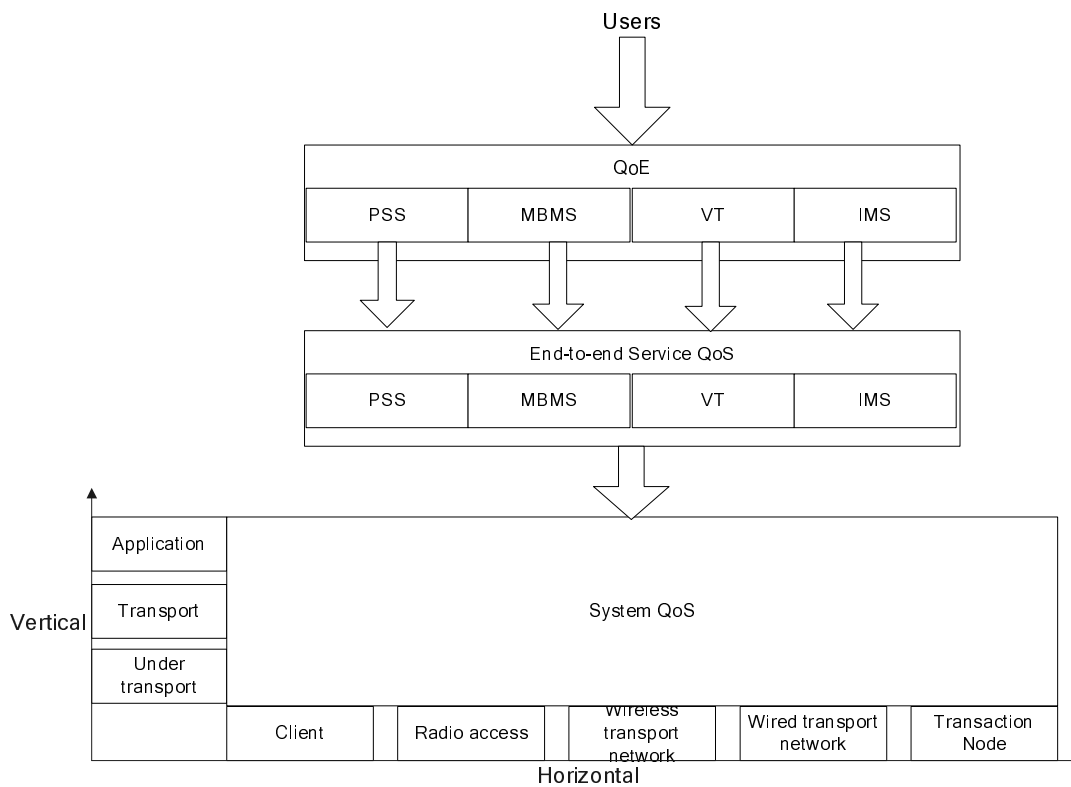 Users
QoE
PSS
MBMS
VT
IMS
End-to-end Service QoS
PSS
MBMS
VT
IMS
Application
Transport
Under
transport
Vertical
System QoS
Client
Radio access
Wireless
transport
network
Wired transport
network
Transaction
Node
Horizontal